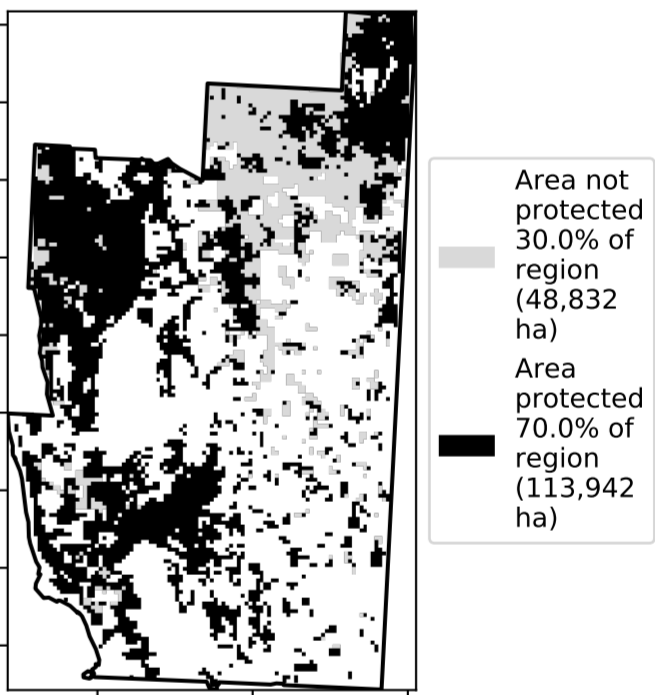 Area not
protected
30.0% of
region
(48,832
ha)
Area
protected
70.0% of
region
(113,942
ha)